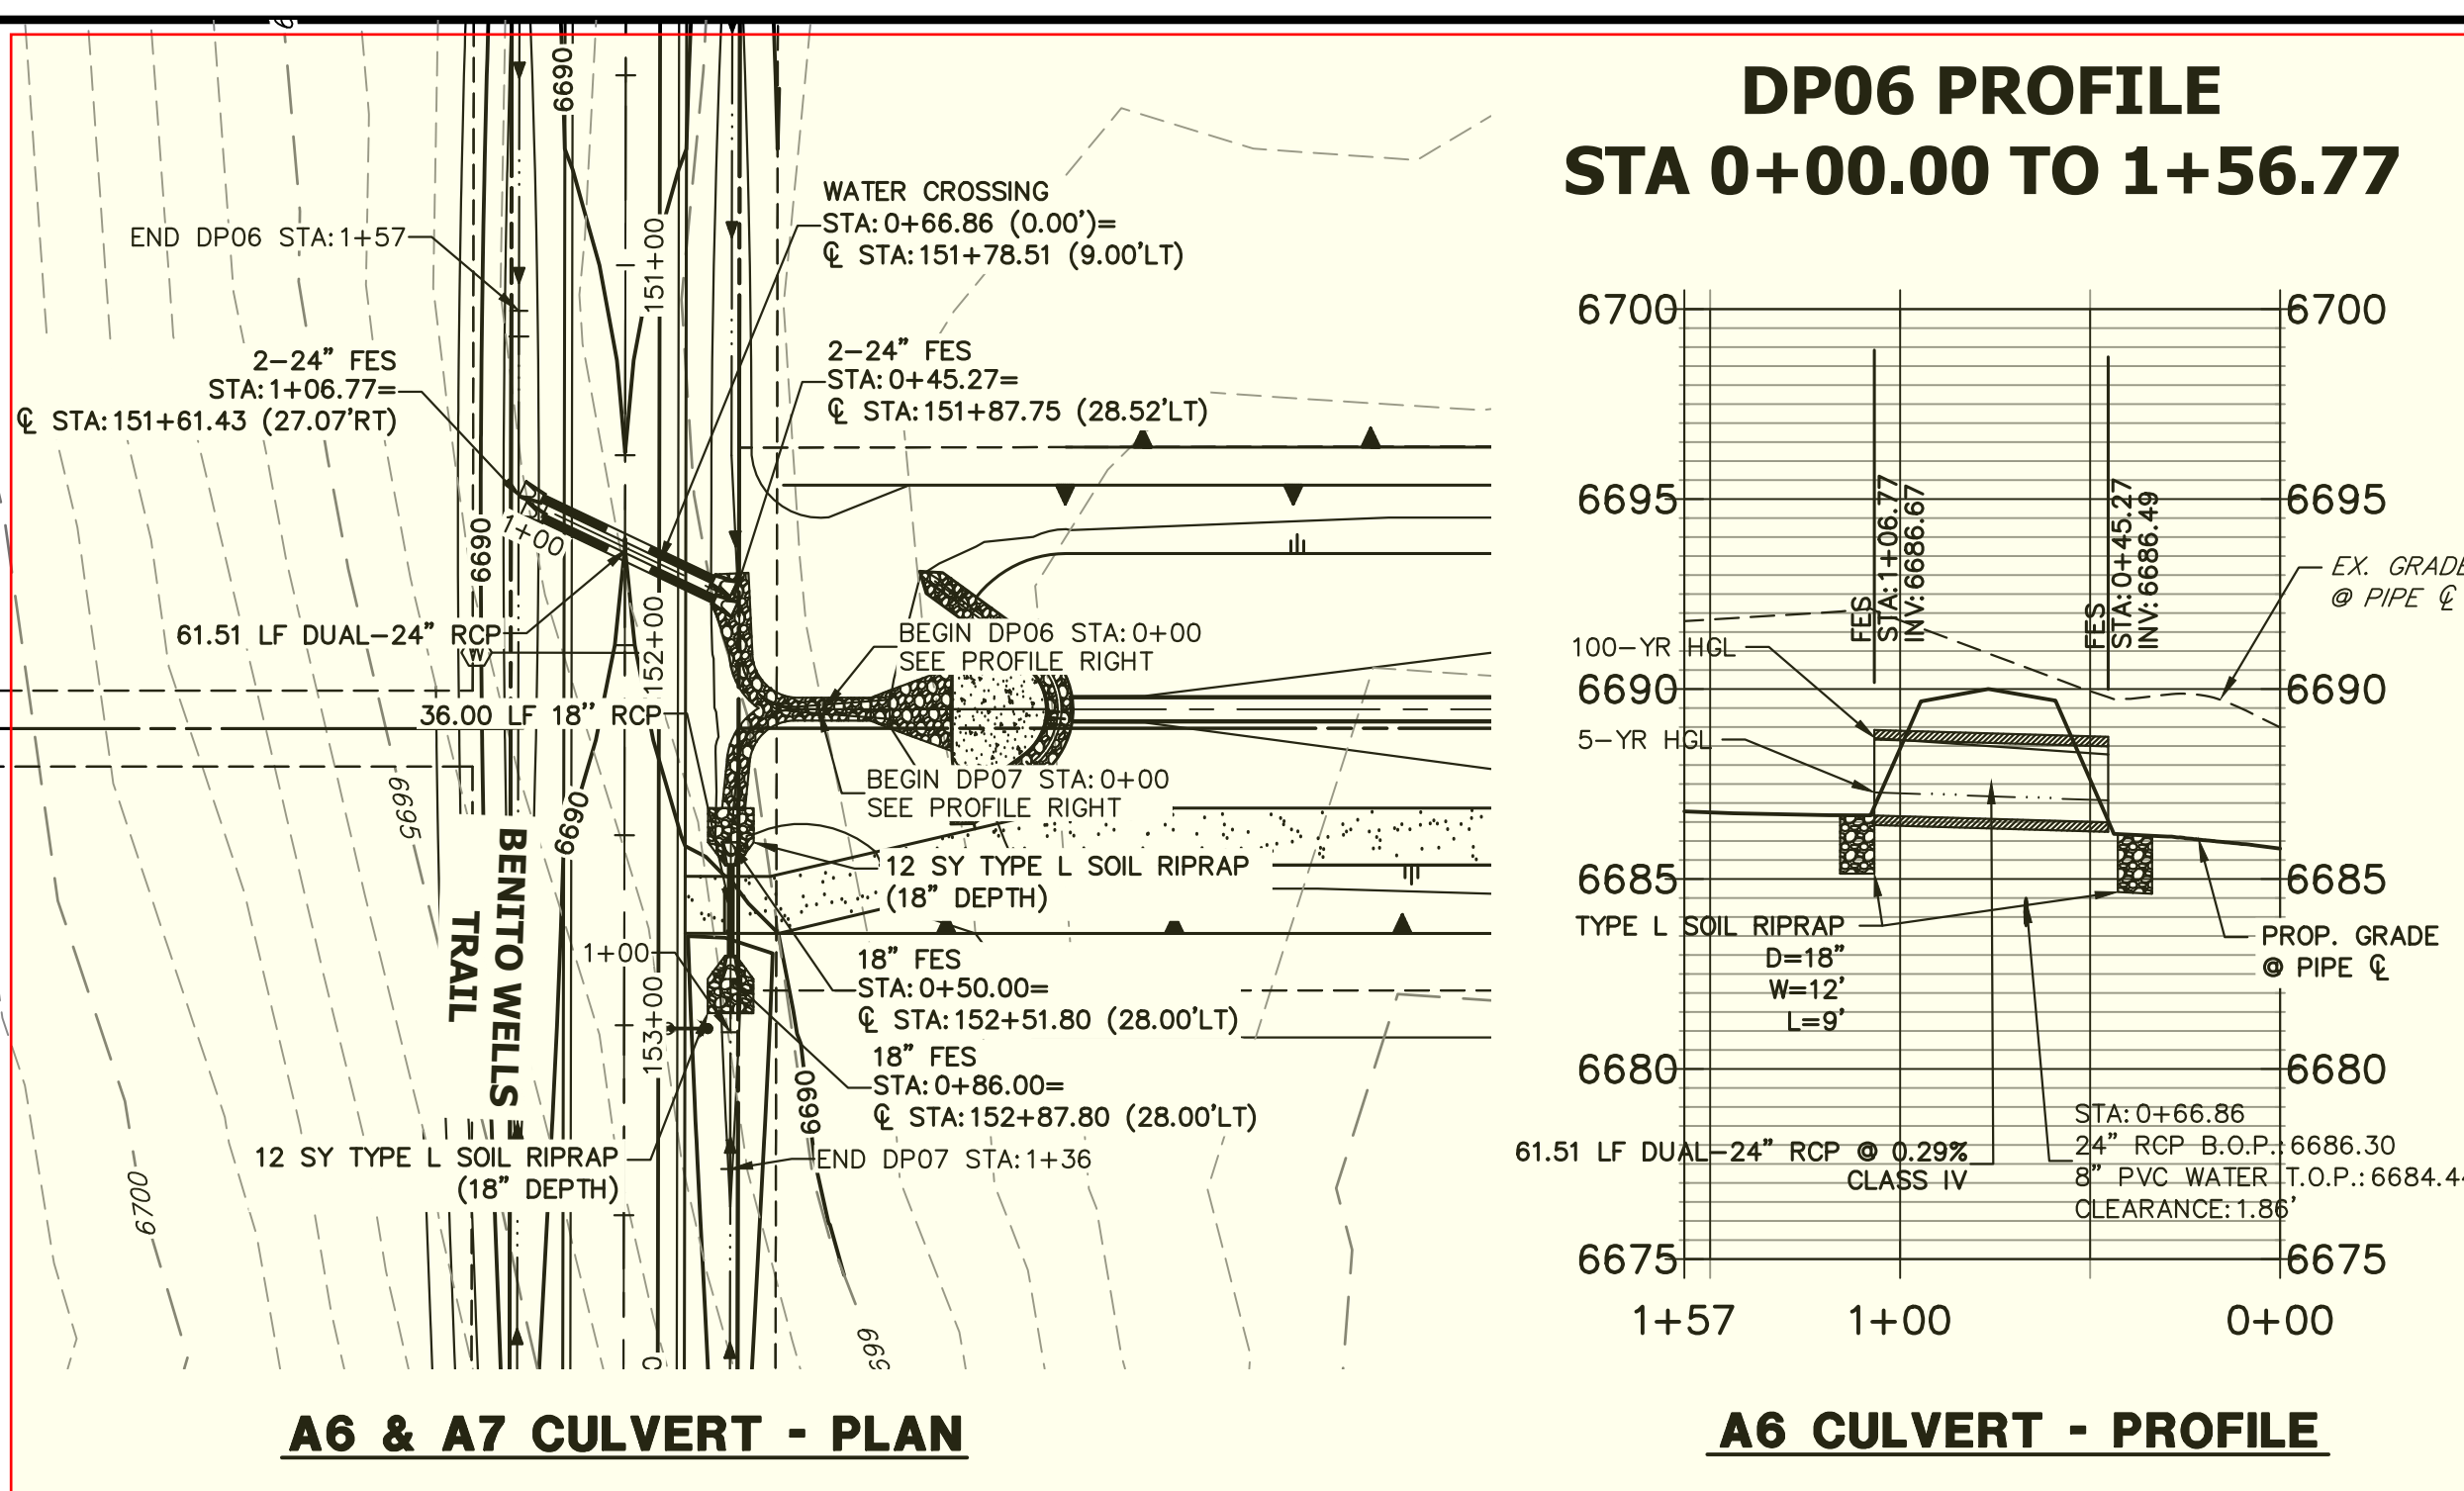 DP06 PROFILE
STA 0+00.00 TO 1+56.77
6690
151+00
WATER CROSSING
STA:0+66.86 (0.00')=
℄ STA:151+78.51 (9.00'LT)
END DP06 STA:1+57
2-24" FES
STA:1+06.77=
℄ STA:151+61.43 (27.07'RT)
2-24" FES
STA:0+45.27=
℄ STA:151+87.75 (28.52'LT)
1+00
6690
61.51 LF DUAL-24" RCP
W
152+00
BEGIN DP06 STA:0+00
SEE PROFILE RIGHT
36.00 LF 18" RCP
BEGIN DP07 STA:0+00
SEE PROFILE RIGHT
6695
6690
BENITO WELLS
TRAIL
12 SY TYPE L SOIL RIPRAP
(18" DEPTH)
1+00
153+00
18" FES
STA:0+50.00=
℄ STA:152+51.80 (28.00'LT)
18" FES
STA:0+86.00=
℄ STA:152+87.80 (28.00'LT)
6690
12 SY TYPE L SOIL RIPRAP
(18" DEPTH)
END DP07 STA:1+36
6700
669
A6 & A7 CULVERT - PLAN
6700
6700
6695
6695
FES
STA:1+06.77
INV:6686.67
FES
STA:0+45.27
INV:6686.49
EX. GRADE
@ PIPE ℄
100-YR HGL
6690
6690
5-YR HGL
6685
6685
TYPE L SOIL RIPRAP
D=18"
W=12'
L=9'
PROP. GRADE
@ PIPE ℄
6680
6680
61.51 LF DUAL-24" RCP @ 0.29%
CLASS IV
STA:0+66.86
24" RCP B.O.P.:6686.30
8" PVC WATER T.O.P.:6684.44
CLEARANCE:1.86'
6675
6675
1+57
1+00
0+00
A6 CULVERT - PROFILE